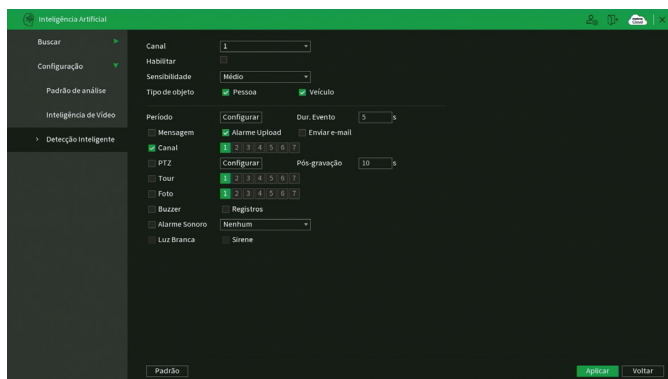 Inteligência Artificial
Buscar
Configuração
Padrão de análise
Inteligência de Vídeo
> Detecção Inteligente
Canal 1
Habilitar
Sensibilidade Médio
Tipo de objeto Pessoa Veículo
Período Configurar Dur. Evento 5 s
Mensagem Alarme Upload Enviar e-mail
Canal 1 2 3 4 5 6 7
PTZ Configurar Pós-gravação 10 s
Tour 1 2 3 4 5 6 7
Foto 1 2 3 4 5 6 7
Buzzer Registros
Alarme Sonoro Nenhum
Luz Branca Sirene
Padrão Aplicar Voltar